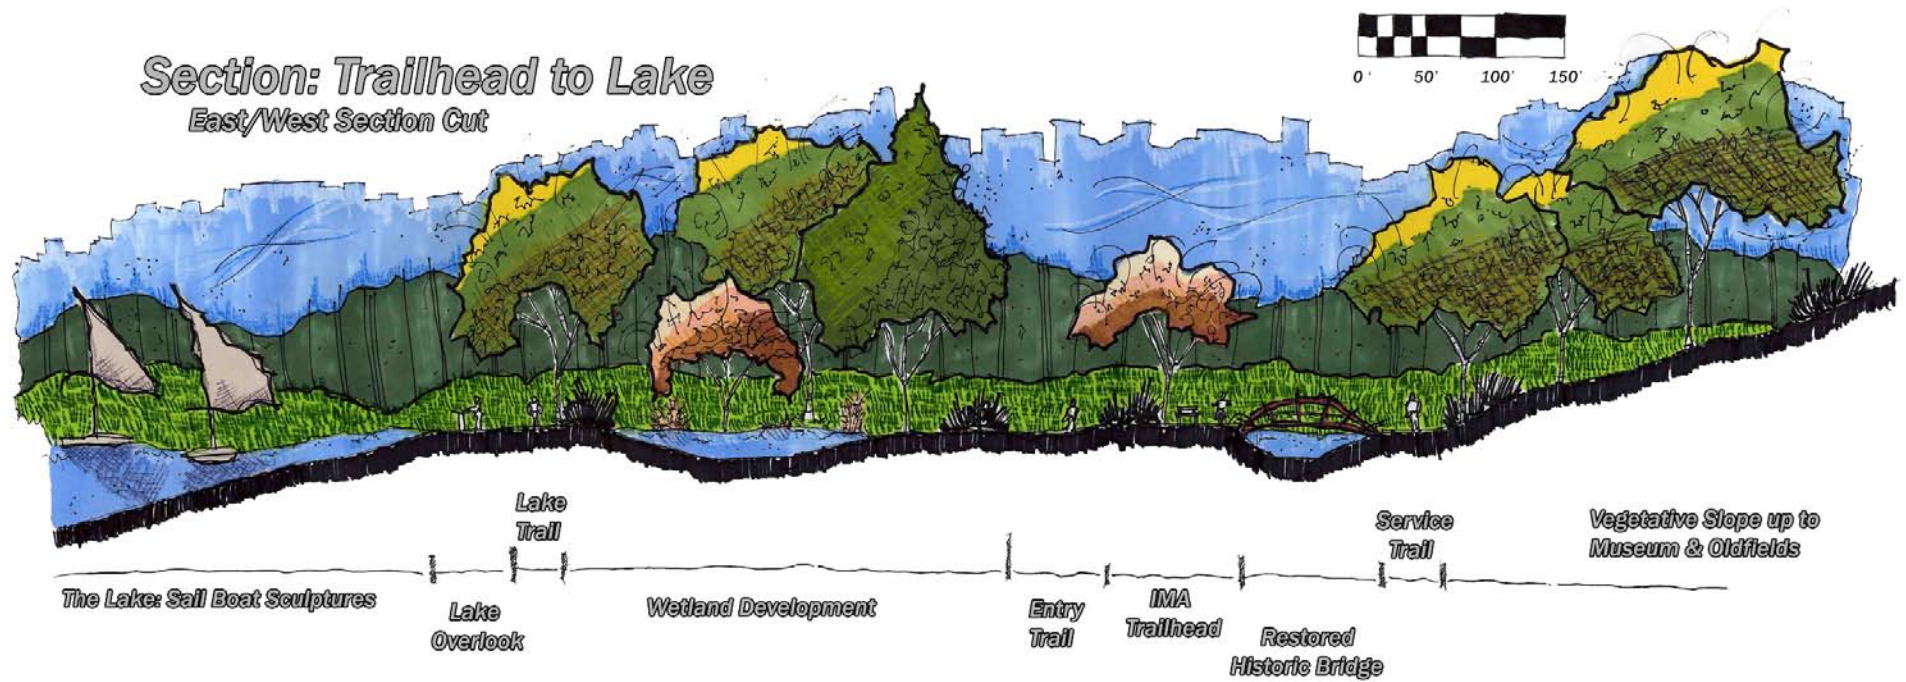 Section: Trailhead to Lake
East/West Section Cut
0' 50' 100' 150'
Lake
Trail
Service
Trail
Vegetative Slope up to
Museum & Oldfields
The Lake: Sail Boat Sculptures
Lake
Overlook
Wetland Development
Entry
Trail
IMA
Trailhead
Restored
Historic Bridge